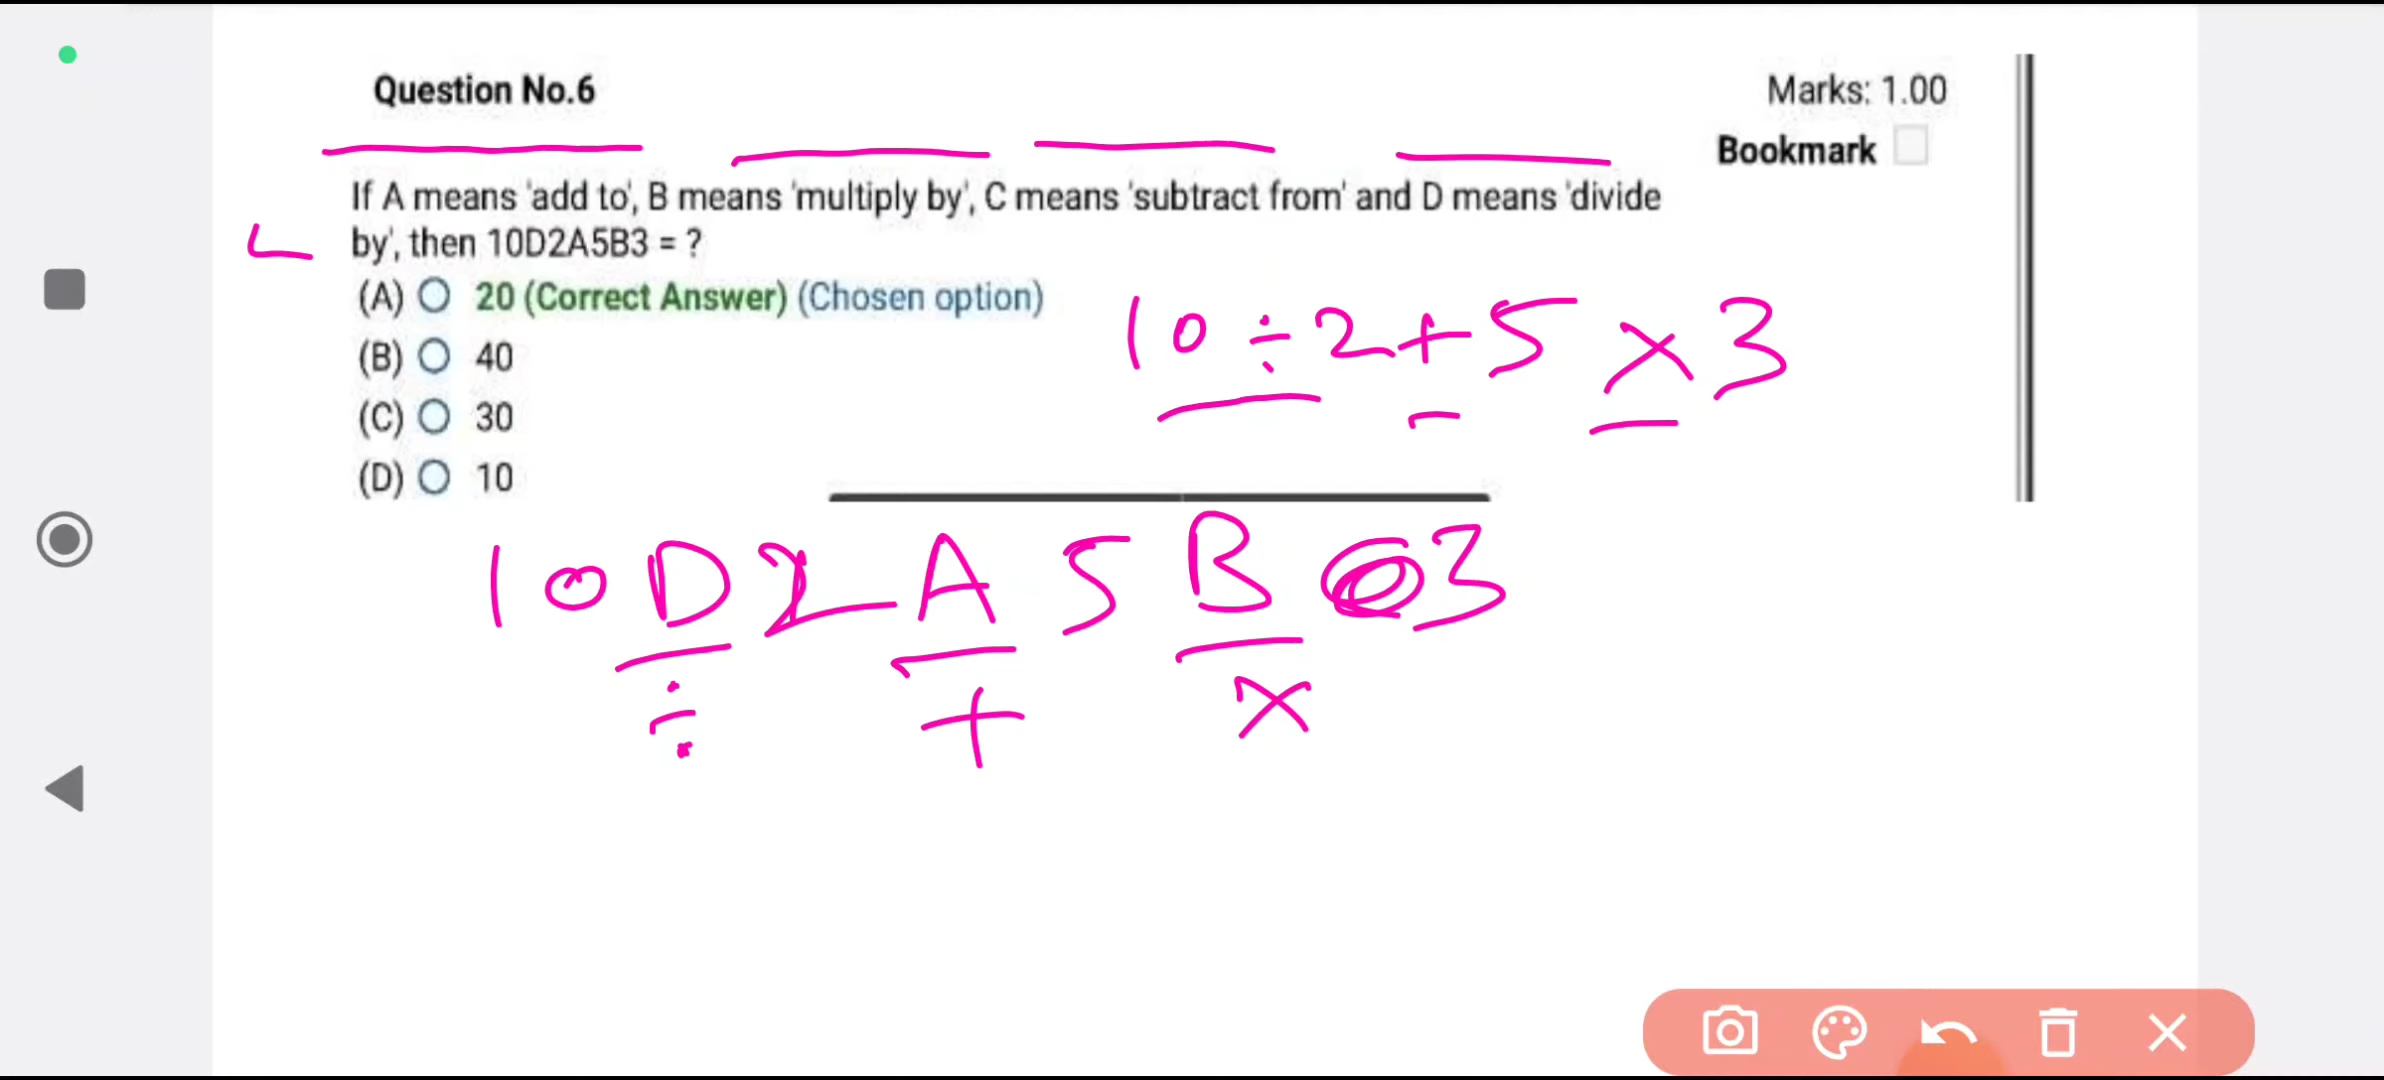 Question No.6
Marks: 1.00
Bookmark
If A means 'add to', B means 'multiply by', C means 'subtract from' and D means 'divide
by', then 10D2A5B3 = ?
(A) 20 (Correct Answer) (Chosen option)
(B) 40
(C) 30
(D) 10
10 ÷ 2 + 5 × 3
10 D 2 A 5 B 3
÷ + ×